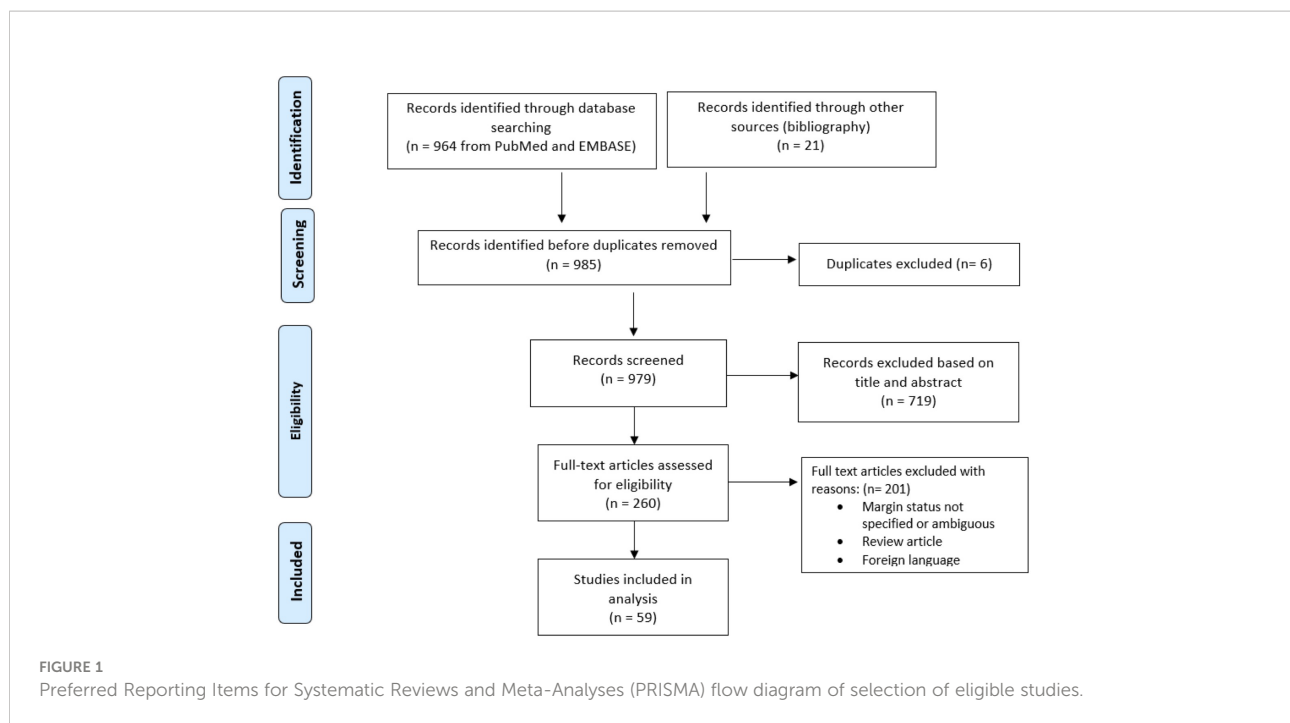 Identification
Records identified through database
searching
(n = 964 from PubMed and EMBASE)
Records identified through other
sources (bibliography)
n = 21)
Screening
Records identified before duplicates removed
(n = 985)
Duplicates excluded (n= 6)
Eligibility
Records screened
(n = 979)
Records excluded based on
title and abstract
(n = 719)
Full-text articles assessed
for eligibility
(n = 260)
Full text articles excluded with
reasons: (n= 201)
• Margin status not
specified or ambiguous
• Review article
• Foreign language
Included
Studies included in
analysis
(n = 59)
FIGURE 1
Preferred Reporting Items for Systematic Reviews and Meta-Analyses (PRISMA) flow diagram of selection of eligible studies.